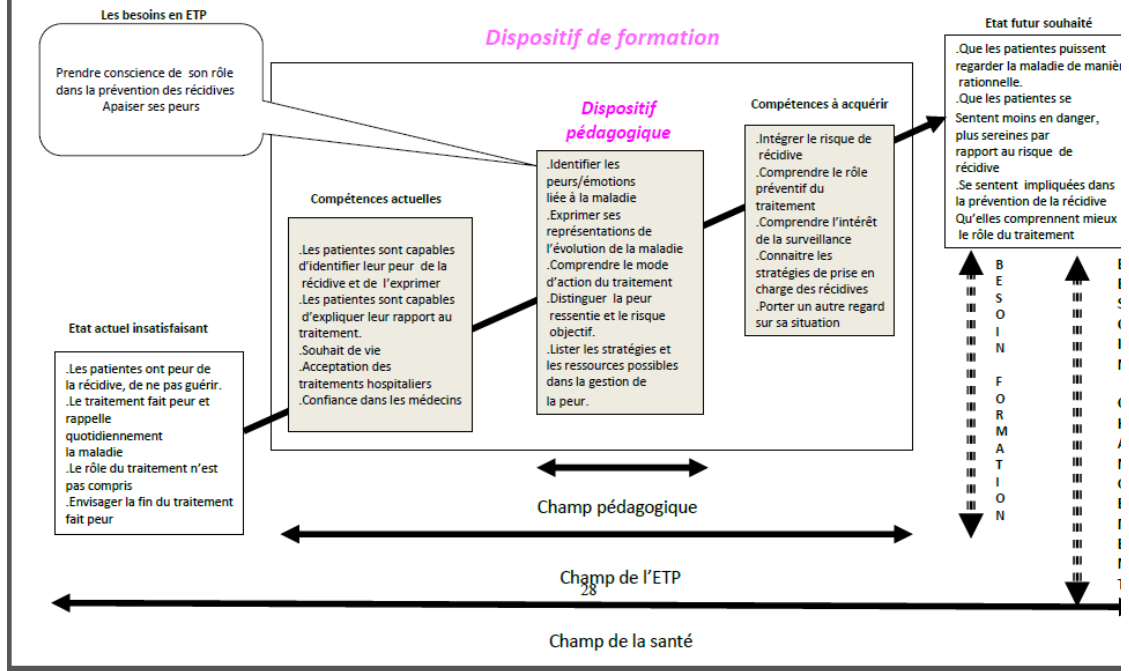 Les besoins en ETP
Prendre conscience de son rôle
dans la prévention des récidives
Apaiser ses peurs
Dispositif de formation
Etat actuel insatisfaisant
.Les patientes ont peur de
la récidive, de ne pas guérir.
.Le traitement fait peur et
rappelle
quotidiennement
la maladie
.Le rôle du traitement n'est
pas compris
.Envisager la fin du traitement
fait peur
Compétences actuelles
.Les patientes sont capables
d'identifier leur peur de la
récidive et de l'exprimer
.Les patientes sont capables
d'expliquer leur rapport au
traitement.
.Souhait de vie
.Acceptation des
traitements hospitaliers
.Confiance dans les médecins
Dispositif
pédagogique
.Identifier les
peurs/émotions
liée à la maladie
.Exprimer ses
représentations de
l'évolution de la maladie
.Comprendre le mode
d'action du traitement
.Distinguer la peur
ressentie et le risque
objectif.
.Lister les stratégies et
les ressources possibles
dans la gestion de
la peur.
Compétences à acquérir
.Intégrer le risque de
récidive
.Comprendre le rôle
préventif du
traitement
.Comprendre l'intérêt
de la surveillance
.Connaitre les
stratégies de prise en
charge des récidives
.Porter un autre regard
sur sa situation
Etat futur souhaité
.Que les patientes puissent
regarder la maladie de maniè
rationnelle.
.Que les patientes se
Sentent moins en danger,
plus sereines par
rapport au risque de
récidive
.Se sentent impliquées dans
la prévention de la récidive
Qu'elles comprennent mieux
le rôle du traitement
BESOIN FORMATION
Champ pédagogique
Champ de l'ETP
28
Champ de la santé